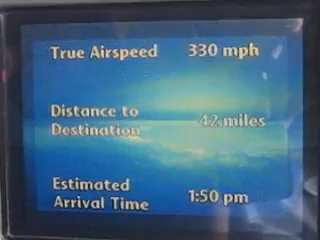 True Airspeed 330 mph
Distance to
Destination 42 miles
Estimated
Arrival Time 1:50 pm